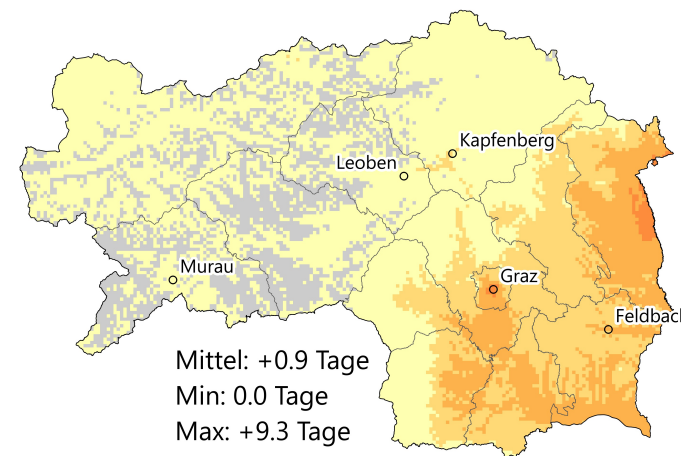 Kapfenberg
Leoben
Murau
Graz
Feldbach
Mittel: +0.9 Tage
Min: 0.0 Tage
Max: +9.3 Tage